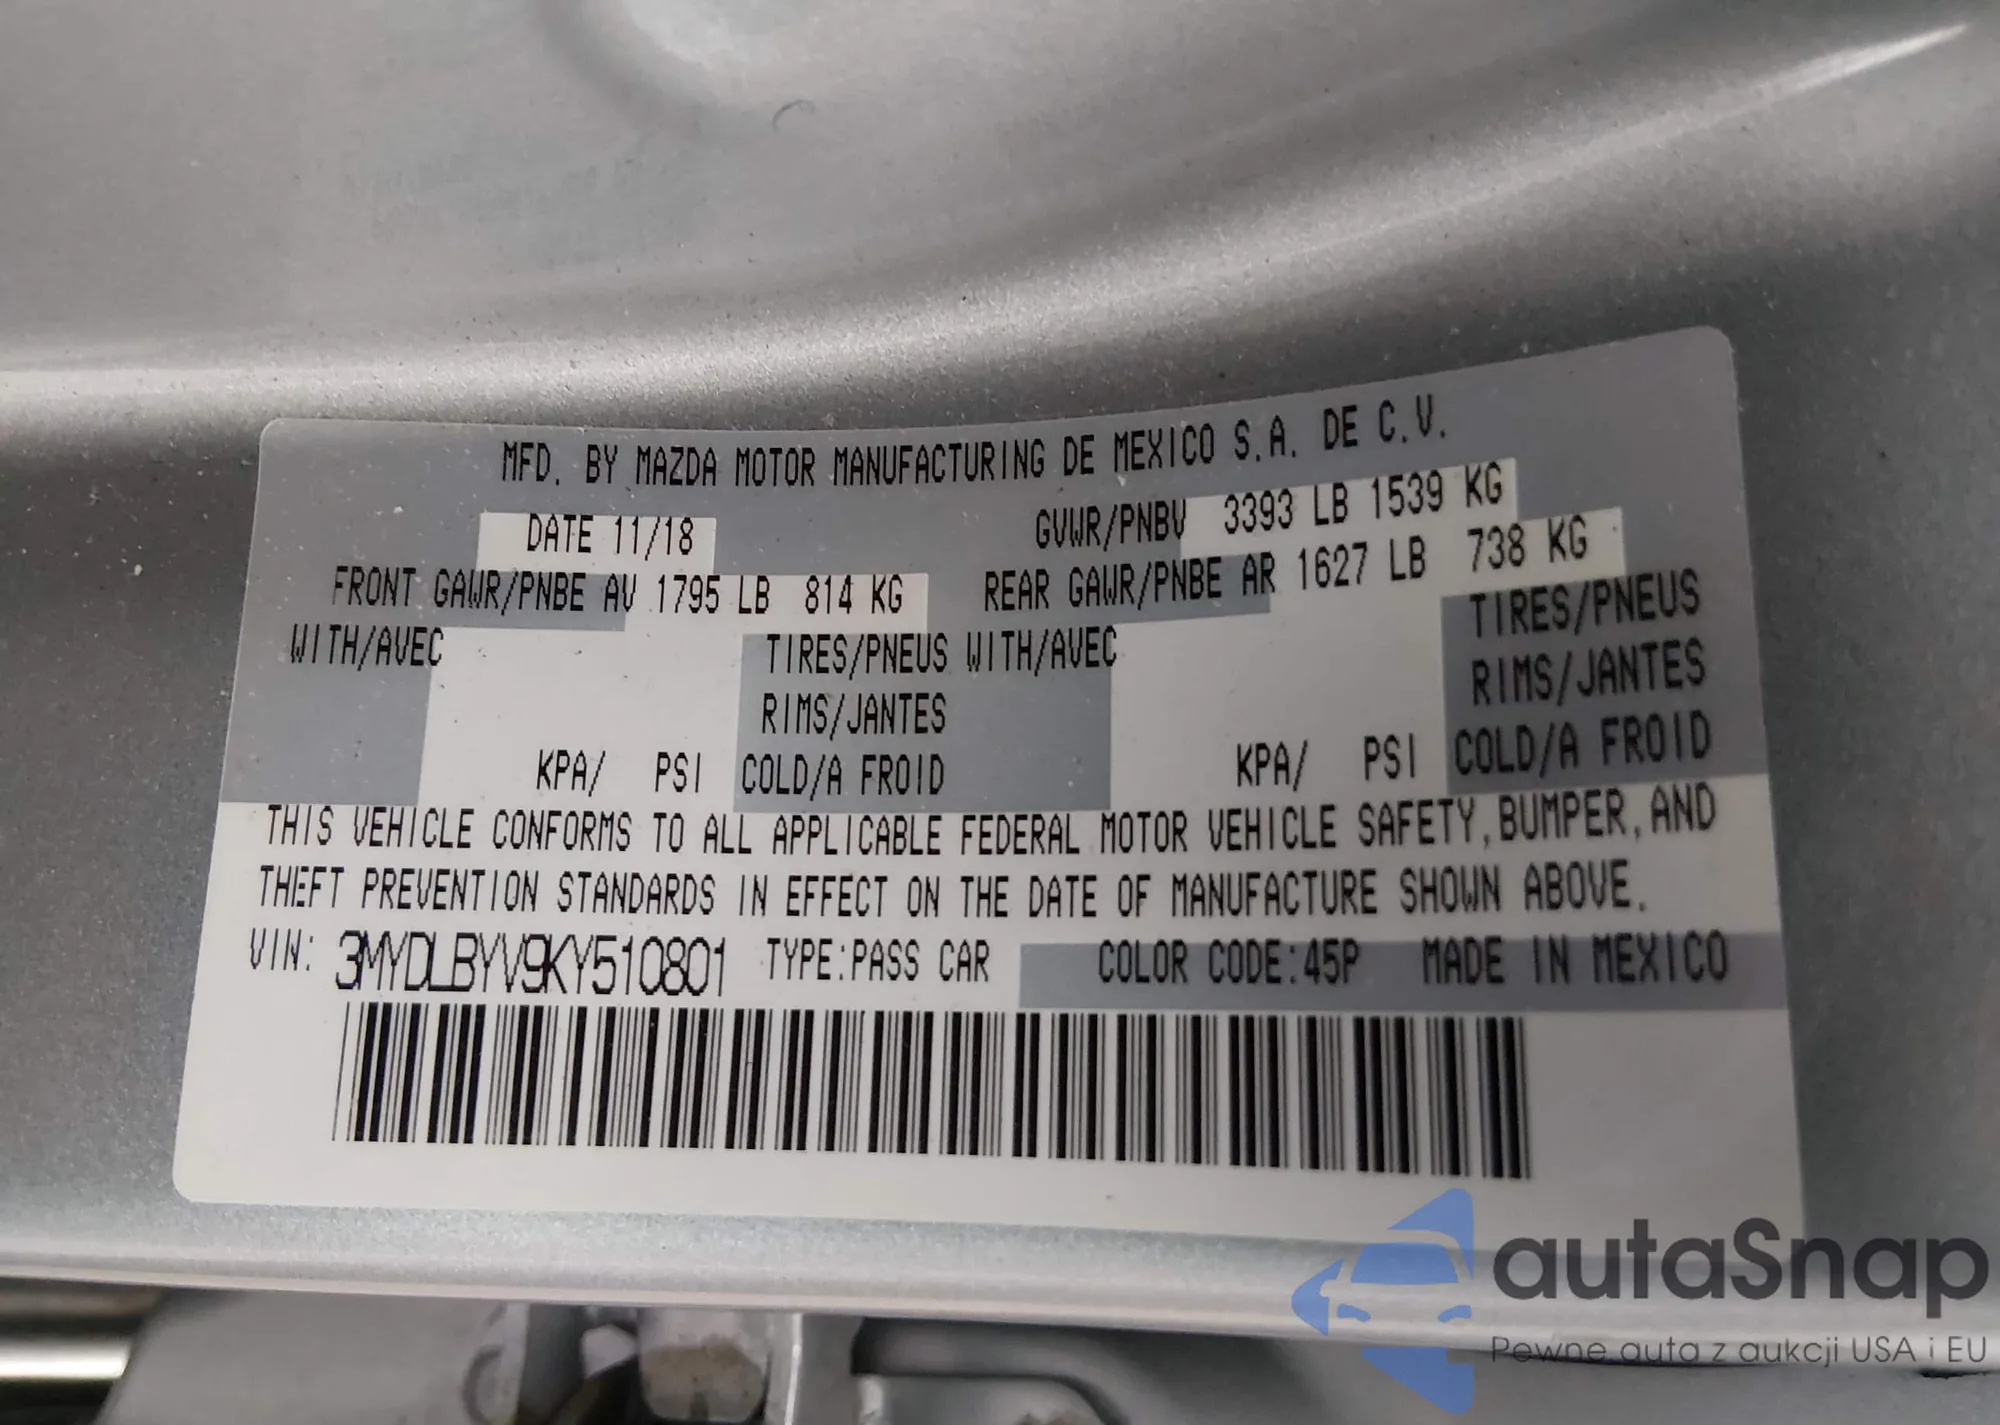 MFD. BY MAZDA MOTOR MANUFACTURING DE MEXICO S.A. DE C.V.
DATE 11/18 GVWR/PNBV 3393 LB 1539 KG
FRONT GAWR/PNBE AV 1795 LB 814 KG REAR GAWR/PNBE AR 1627 LB 738 KG
WITH/AVEC TIRES/PNEUS WITH/AVEC TIRES/PNEUS
RIMS/JANTES RIMS/JANTES
KPA/ PSI COLD/A FROID KPA/ PSI COLD/A FROID
THIS VEHICLE CONFORMS TO ALL APPLICABLE FEDERAL MOTOR VEHICLE SAFETY, BUMPER, AND
THEFT PREVENTION STANDARDS IN EFFECT ON THE DATE OF MANUFACTURE SHOWN ABOVE.
VIN: 3MYDLBYV9KY510801 TYPE:PASS CAR COLOR CODE:45P MADE IN MEXICO
autaSnap
Pewne auta z aukcji USA i EU